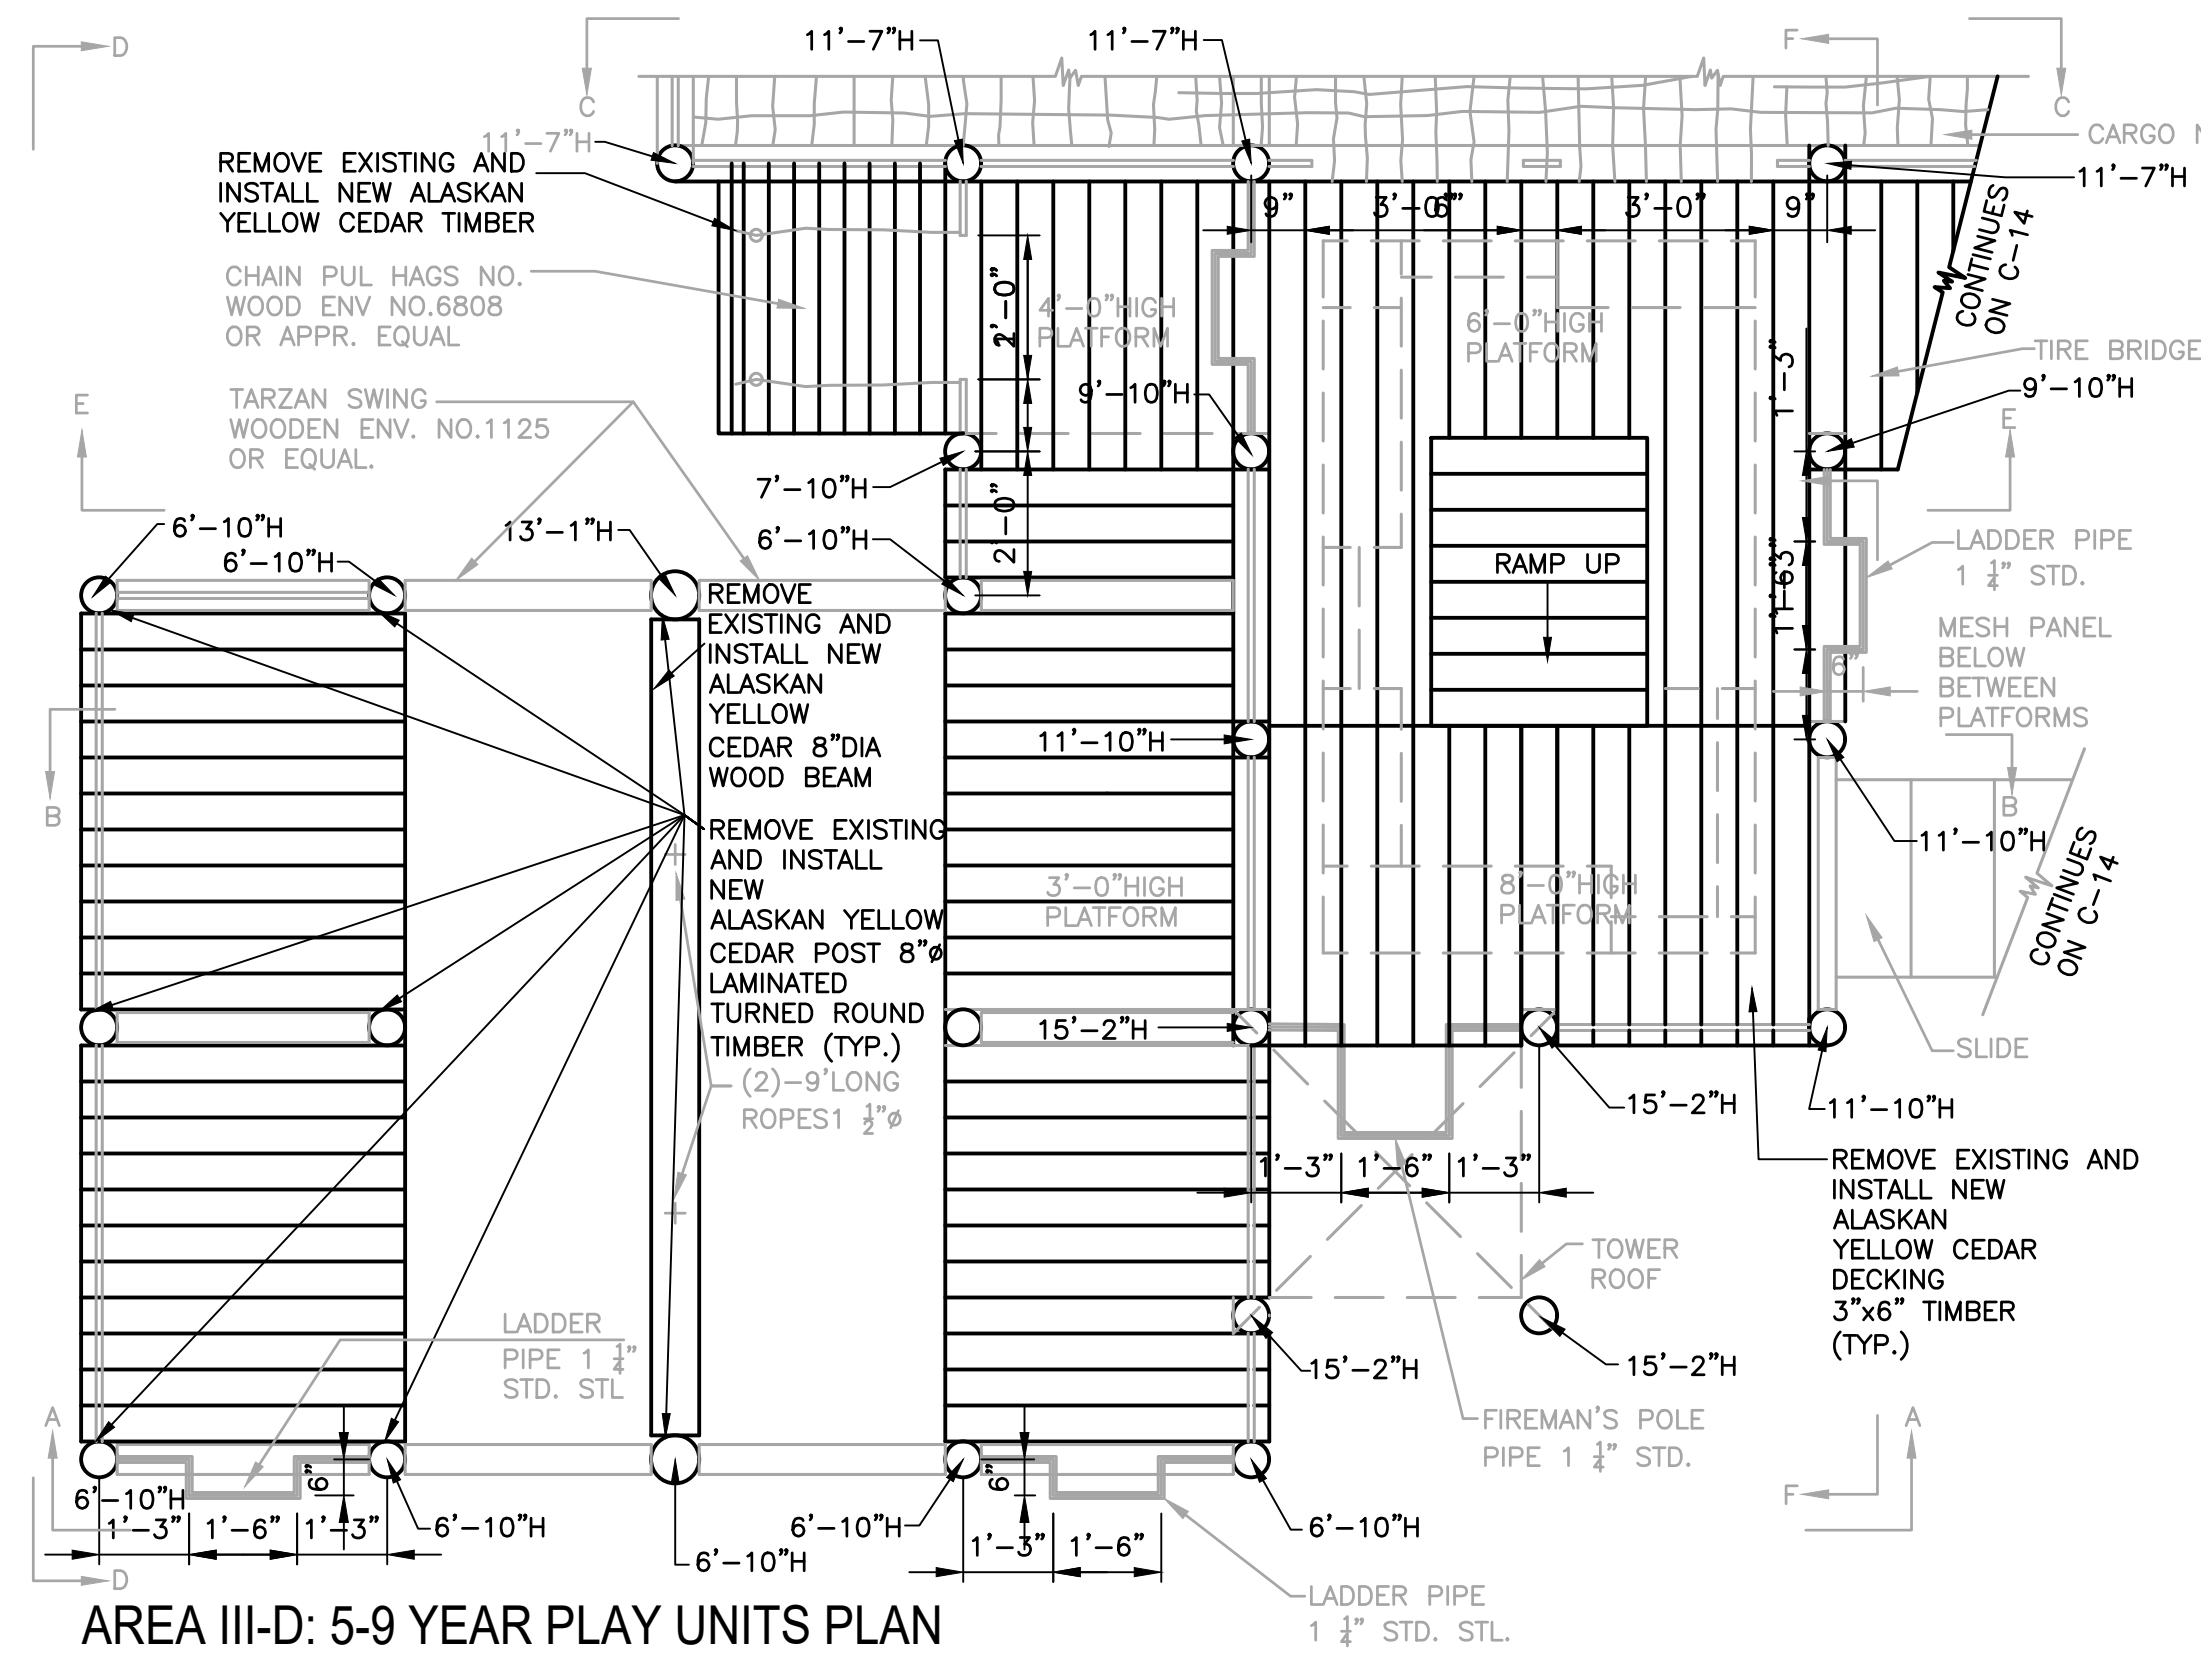 D
C
11'-7"H
11'-7"H
F
C
CARGO
11'-7"H
11'-7"H
REMOVE EXISTING AND
INSTALL NEW ALASKAN
YELLOW CEDAR TIMBER
9"
3'-0"
6"
3'-0"
9"
CONTINUES
ON C-14
CHAIN PUL HAGS NO.
WOOD ENV NO.6808
OR APPR. EQUAL
2'-0"
4'-0"HIGH
PLATFORM
6'-0"HIGH
PLATFORM
1'-3"
TIRE BRIDGE
9'-10"H
9'-10"H
E
TARZAN SWING
WOODEN ENV. NO.1125
OR EQUAL.
E
7'-10"H
2'-0"
6'-10"H
6'-10"H
13'-1"H
6'-10"H
LADDER PIPE
1 1/4" STD.
RAMP UP
1'-6"
1'-3"
REMOVE
EXISTING AND
INSTALL NEW
ALASKAN
YELLOW
CEDAR 8"DIA
WOOD BEAM
MESH PANEL
BELOW
BETWEEN
PLATFORMS
6"
11'-10"H
B
B
11'-10"H
CONTINUES
ON C-14
REMOVE EXISTING
AND INSTALL
NEW
ALASKAN YELLOW
CEDAR POST 8"ø
LAMINATED
TURNED ROUND
TIMBER (TYP.)
3'-0"HIGH
PLATFORM
8'-0"HIGH
PLATFORM
15'-2"H
SLIDE
(2)-9'LONG
ROPES1 1/2"ø
15'-2"H
11'-10"H
1'-3"
1'-6"
1'-3"
REMOVE EXISTING AND
INSTALL NEW
ALASKAN
YELLOW CEDAR
DECKING
3"x6" TIMBER
(TYP.)
TOWER
ROOF
LADDER
PIPE 1 1/4"
STD. STL
15'-2"H
15'-2"H
A
FIREMAN'S POLE
PIPE 1 1/4" STD.
A
F
6"
6"
6'-10"H
1'-3"
1'-6"
1'-3"
6'-10"H
6'-10"H
6'-10"H
1'-3"
1'-6"
6'-10"H
D
LADDER PIPE
1 1/4" STD. STL.
AREA III-D: 5-9 YEAR PLAY UNITS PLAN